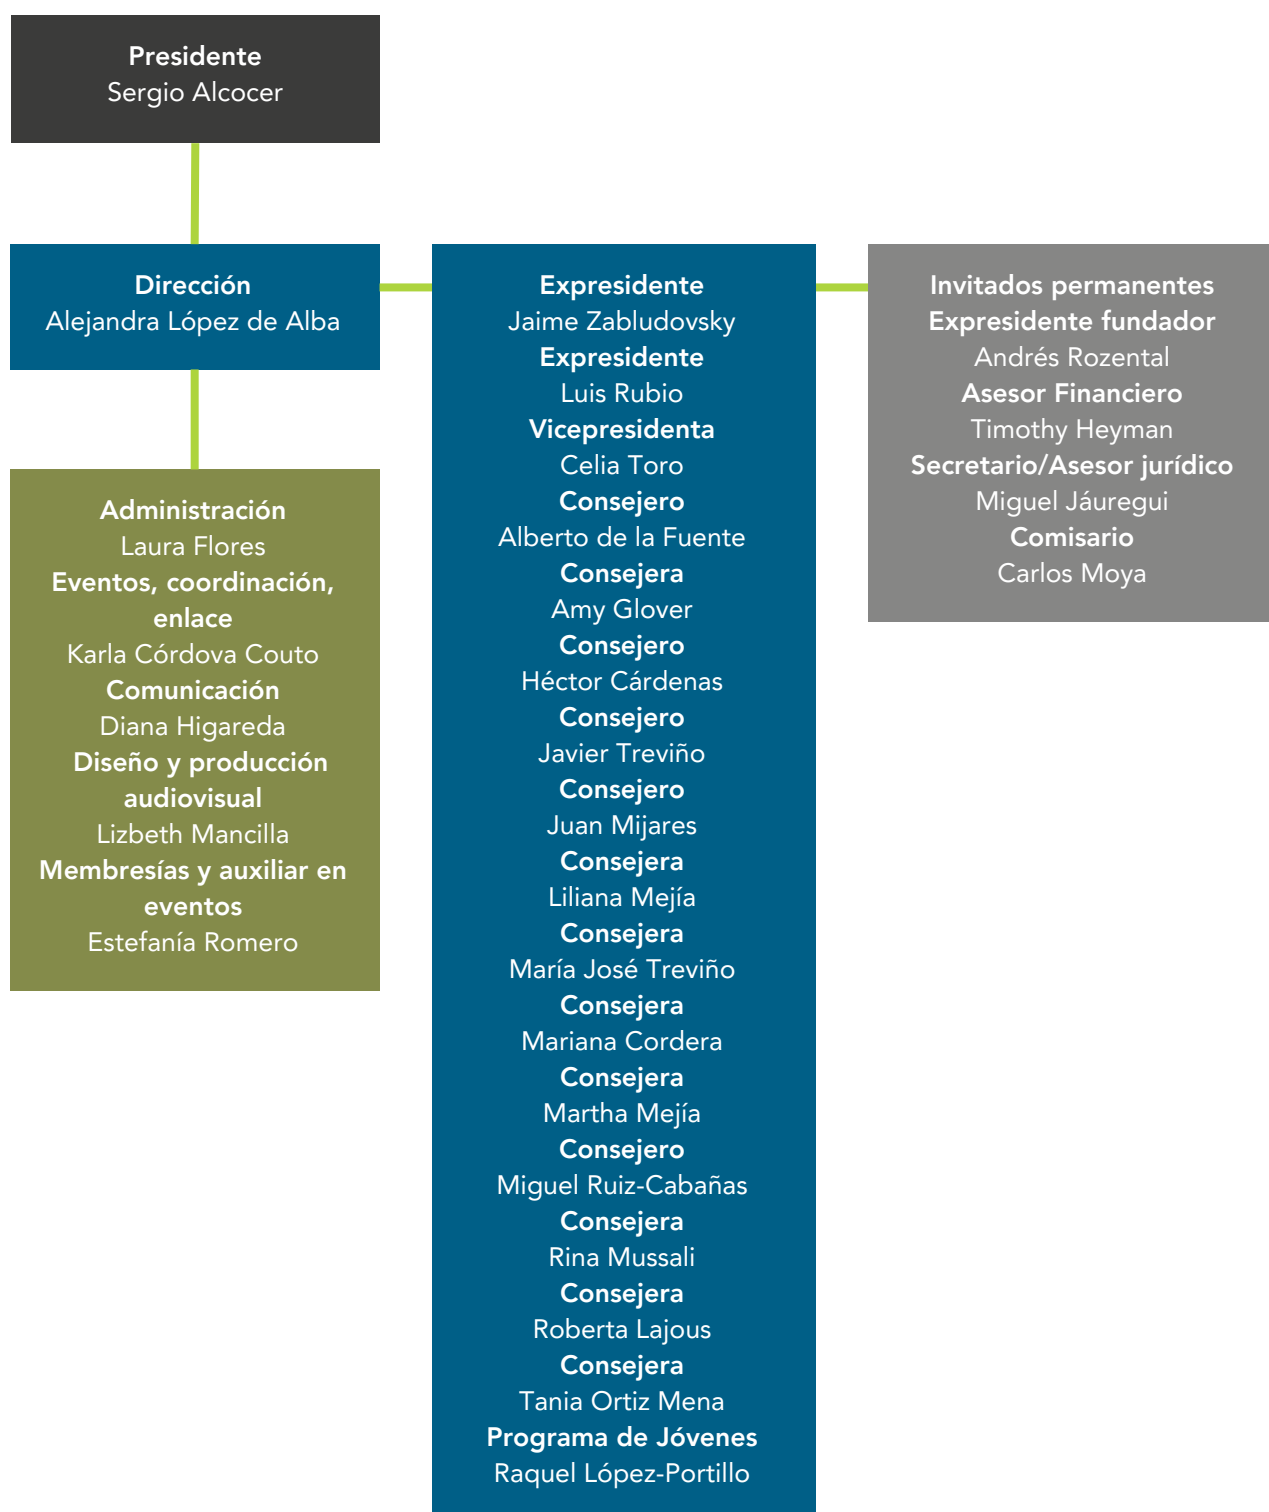 Presidente
Sergio Alcocer
Dirección
Alejandra López de Alba
Administración
Laura Flores
Eventos, coordinación,
enlace
Karla Córdova Couto
Comunicación
Diana Higareda
Diseño y producción
audiovisual
Lizbeth Mancilla
Membresías y auxiliar en
eventos
Estefanía Romero
Expresidente
Jaime Zabludovsky
Expresidente
Luis Rubio
Vicepresidenta
Celia Toro
Consejero
Alberto de la Fuente
Consejera
Amy Glover
Consejero
Héctor Cárdenas
Consejero
Javier Treviño
Consejero
Juan Mijares
Consejera
Liliana Mejía
Consejera
María José Treviño
Consejera
Mariana Cordera
Consejera
Martha Mejía
Consejero
Miguel Ruiz-Cabañas
Consejera
Rina Mussali
Consejera
Roberta Lajous
Consejera
Tania Ortiz Mena
Programa de Jóvenes
Raquel López-Portillo
Invitados permanentes
Expresidente fundador
Andrés Rozental
Asesor Financiero
Timothy Heyman
Secretario/Asesor jurídico
Miguel Jáuregui
Comisario
Carlos Moya